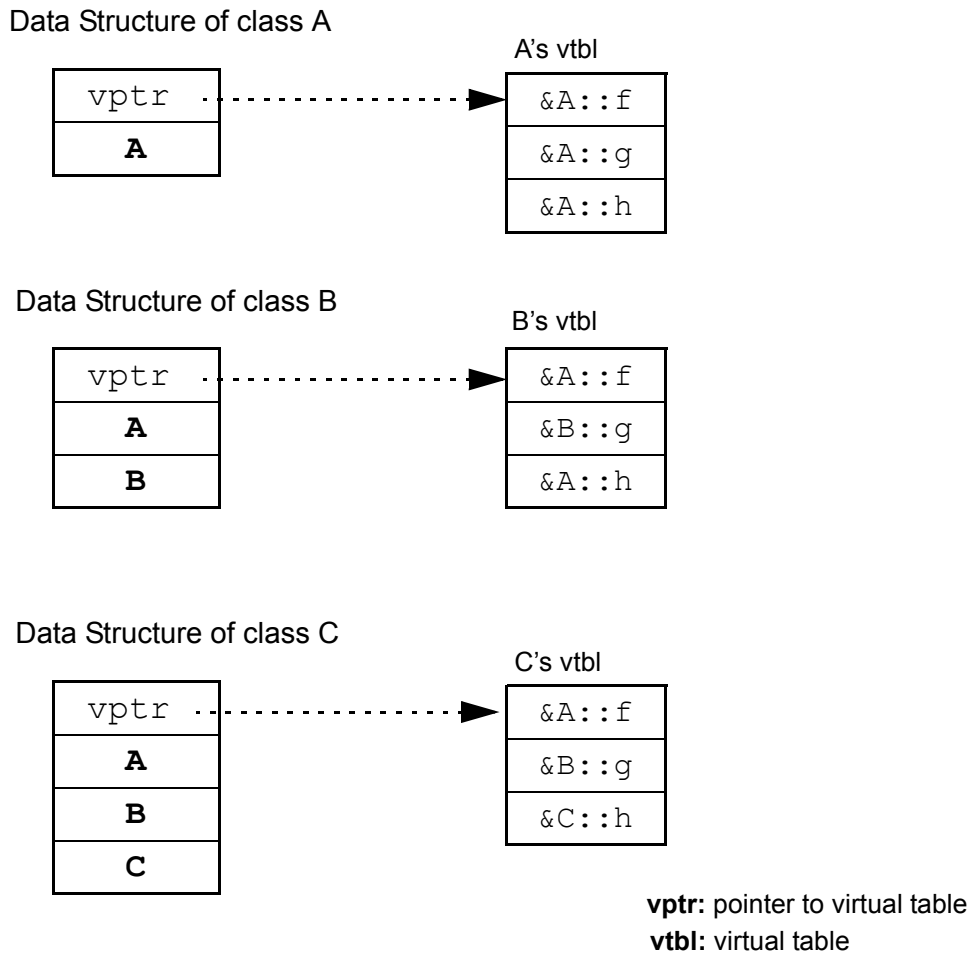 Data Structure of class A
A's vtbl
vptr
A
&A::f
&A::g
&A::h
Data Structure of class B
B's vtbl
vptr
A
B
&A::f
&B::g
&A::h
Data Structure of class C
C's vtbl
vptr
A
B
C
&A::f
&B::g
&C::h
vptr: pointer to virtual table
vtbl: virtual table